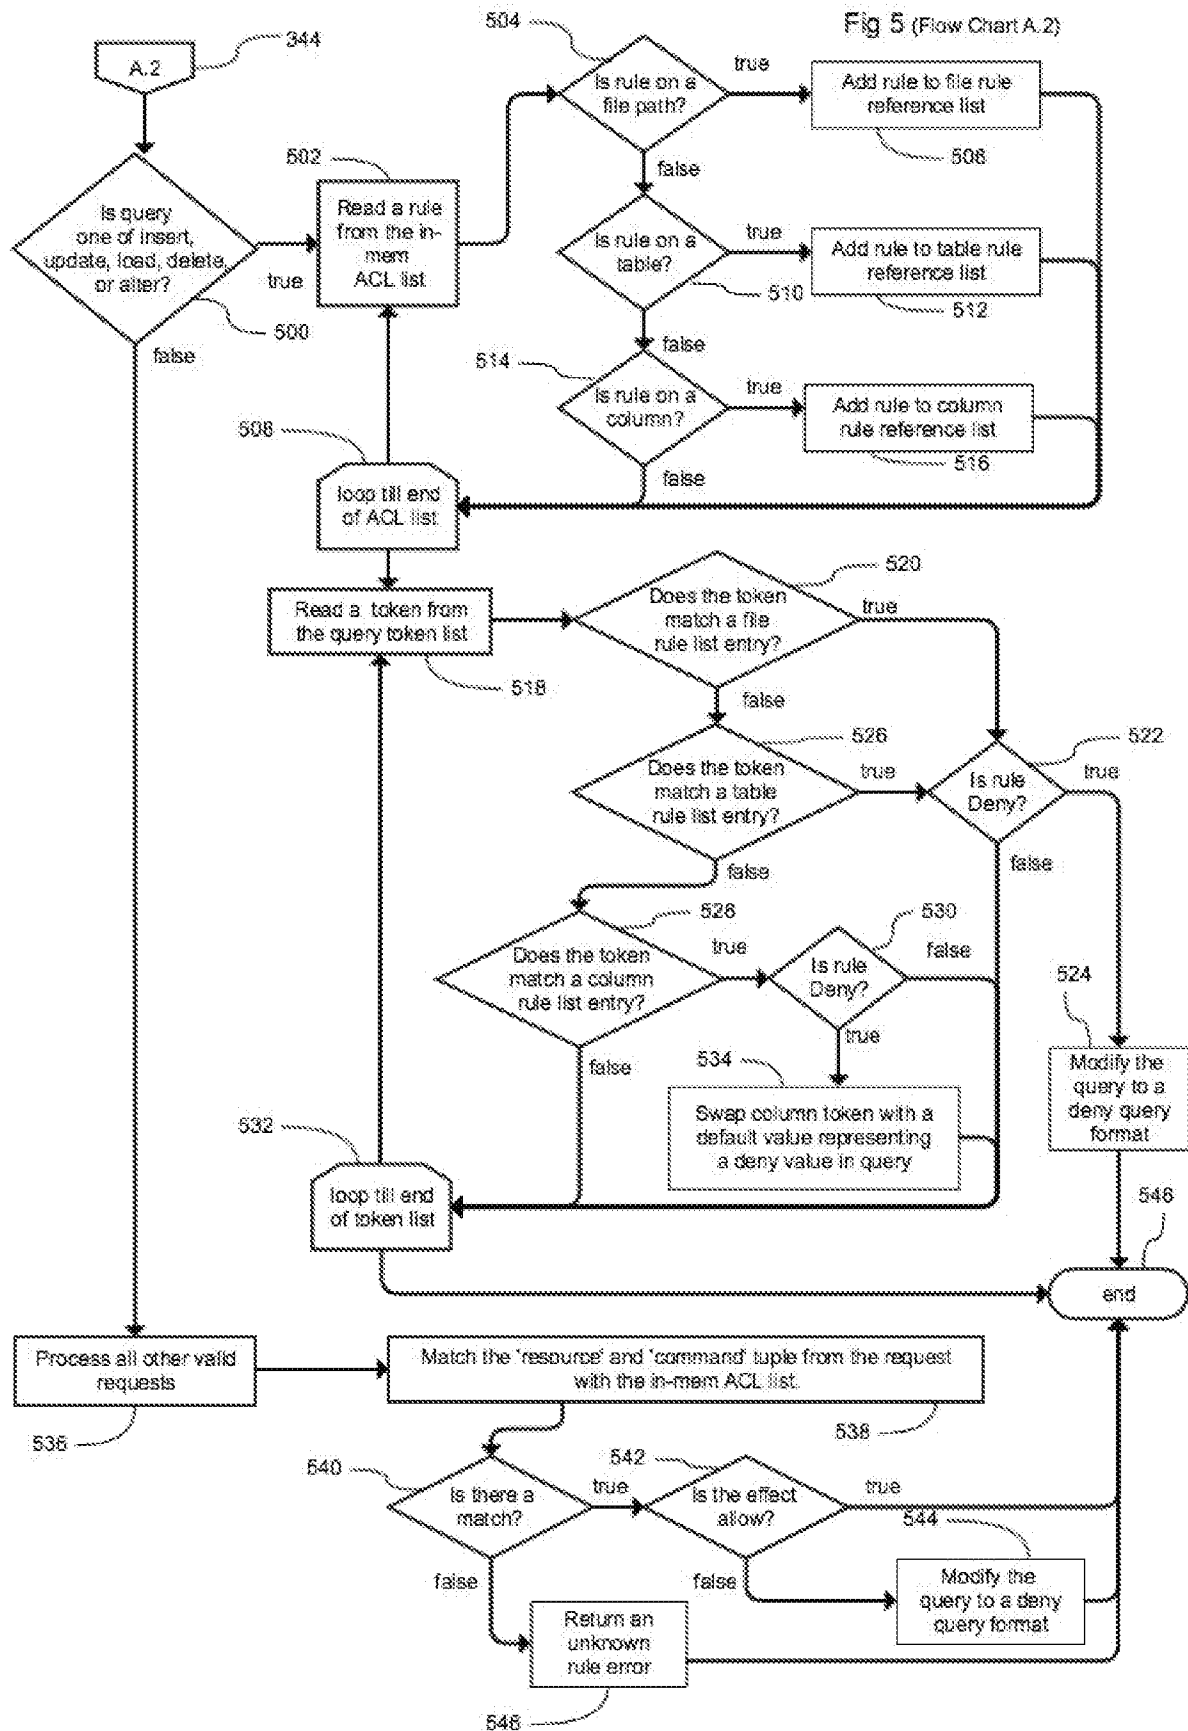 Fig 5 (Flow Chart A.2)
A.2
344
Is query
one of insert,
update, load, delete,
or alter?
500
true
false
502
Read a rule
from the in-
mem
ACL list
504
Is rule on a
file path?
true
false
Add rule to file rule
reference list
506
Is rule on a
table?
510
true
false
Add rule to table rule
reference list
512
514
Is rule on a
column?
true
false
Add rule to column
rule reference list
516
508
loop till end
of ACL list
Read a token from
the query token list
518
520
Does the token
match a file
rule list entry?
true
false
526
Does the token
match a table
rule list entry?
true
false
522
Is rule
Deny?
true
false
528
Does the token
match a column
rule list entry?
true
false
530
Is rule
Deny?
false
true
524
Modify the
query to a
deny query
format
534
Swap column token with a
default value representing
a deny value in query
532
loop till end
of token list
546
end
Process all other valid
requests
536
Match the 'resource' and 'command' tuple from the request
with the in-mem ACL list.
538
540
Is there a
match?
true
false
542
Is the effect
allow?
true
false
544
Modify the
query to a deny
query format
Return an
unknown
rule error
546